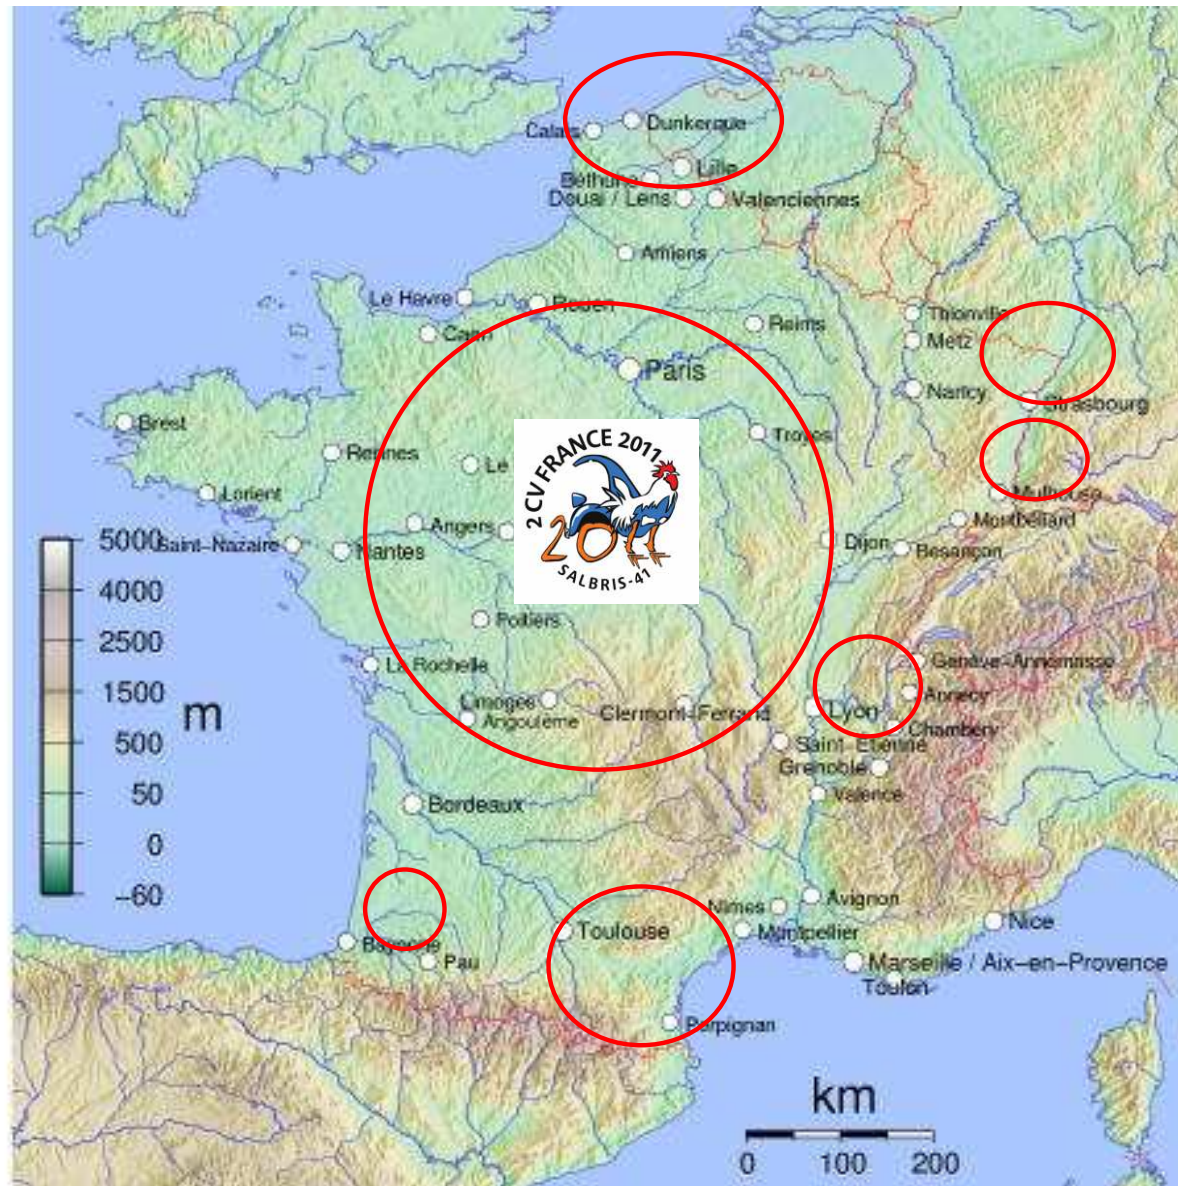 Dunkerque
Calais
Lille
Béthune
Douai / Lens
Valenciennes
Amiens
Le Havre
Rouen
Reims
Thionville
Caen
Metz
Paris
Nancy
Strasbourg
Brest
Troyes
Rennes
Le
2 CV FRANCE 2011
2011
SALBRIS-41
Lorient
Mulhouse
Angers
Montbéliard
5000
Saint-Nazaire
Nantes
Dijon
Besançon
4000
2500
Poitiers
La Rochelle
Genève-Annemasse
1500
m
Limoges
Annecy
Angoulême
Clermont-Ferrand
Lyon
Chambéry
500
Saint Etienne
Grenoble
50
Bordeaux
Valence
0
-60
Avignon
Nîmes
Nice
Toulouse
Montpellier
Bayonne
Pau
Marseille / Aix-en-Provence
Toulon
Perpignan
km
0 100 200